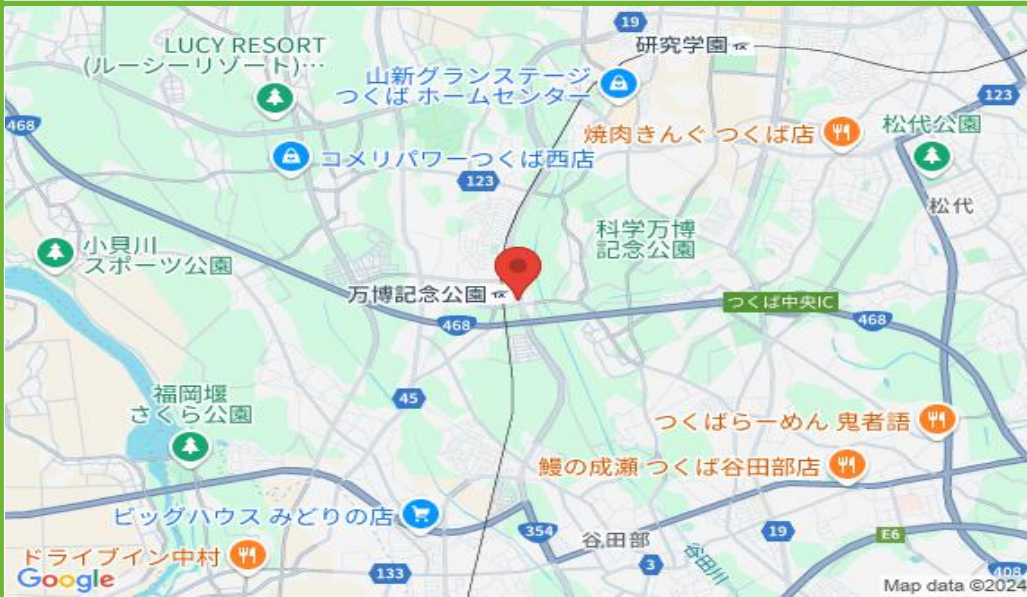 19
研究学園
LUCY RESORT
(ルーシーリゾート)…
山新グランステージ
つくば ホームセンター
123
468
焼肉きんぐ つくば店
松代公園
コメリパワーつくば西店
123
松代
科学万博
記念公園
小貝川
スポーツ公園
万博記念公園
つくば中央IC
468
468
福岡堰
さくら公園
45
つくばらーめん 鬼者語
鰻の成瀬 つくば谷田部店
ビッグハウス みどりの店
354
谷田部
19
E6
ドライブイン中村
133
3
谷田川
408
Google
Map data ©2024